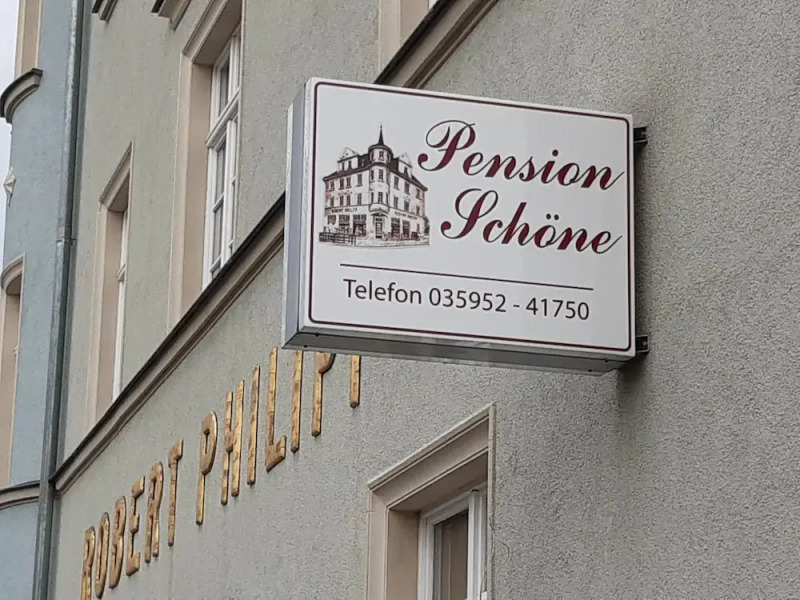 Pension
Schöne
Telefon 035952 - 41750
ROBERT PHILIPP